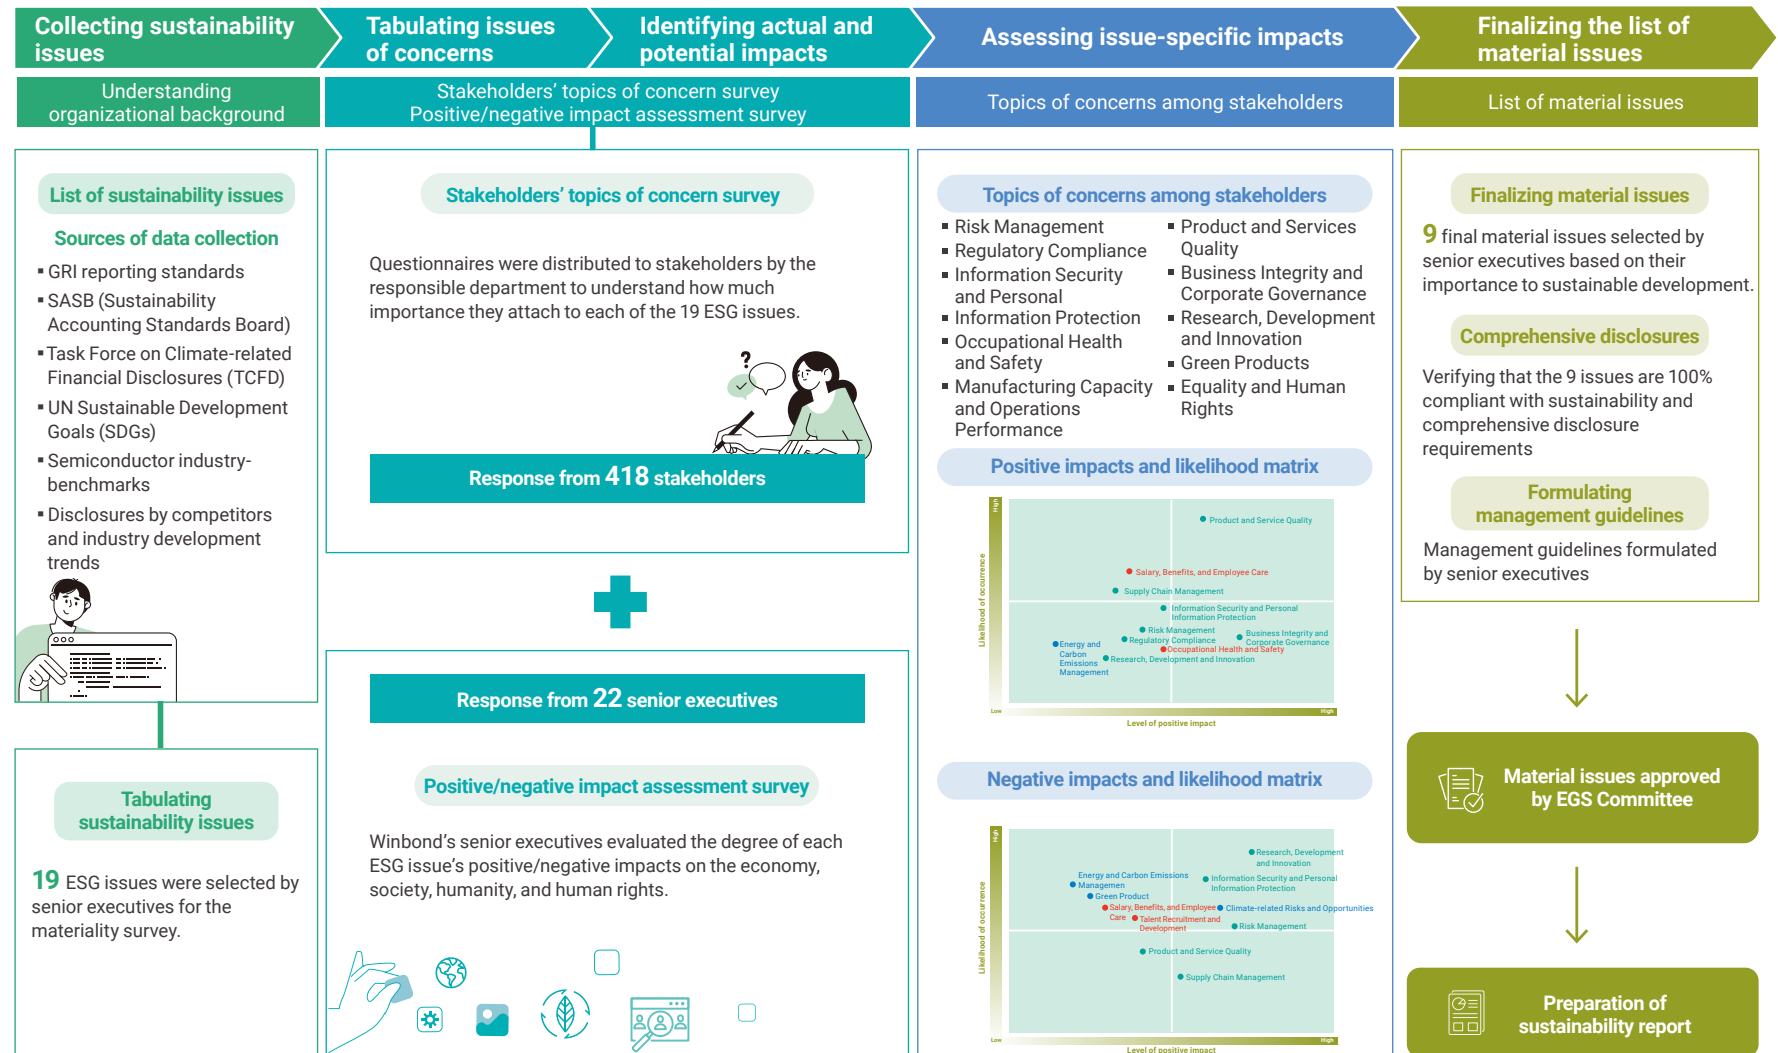 Collecting sustainability
issues
Tabulating issues
of concerns
Identifying actual and
potential impacts
Assessing issue-specific impacts
Finalizing the list of
material issues
Understanding
organizational background
Stakeholders' topics of concern survey
Positive/negative impact assessment survey
Topics of concerns among stakeholders
List of material issues
List of sustainability issues
Sources of data collection
▪ GRI reporting standards
▪ SASB (Sustainability
Accounting Standards Board)
▪ Task Force on Climate-related
Financial Disclosures (TCFD)
▪ UN Sustainable Development
Goals (SDGs)
▪ Semiconductor industry-
benchmarks
▪ Disclosures by competitors
and industry development
trends
Tabulating
sustainability issues
19 ESG issues were selected by
senior executives for the
materiality survey.
Stakeholders' topics of concern survey
Questionnaires were distributed to stakeholders by the
responsible department to understand how much
importance they attach to each of the 19 ESG issues.
?
Response from 418 stakeholders
Response from 22 senior executives
Positive/negative impact assessment survey
Winbond's senior executives evaluated the degree of each
ESG issue's positive/negative impacts on the economy,
society, humanity, and human rights.
Topics of concerns among stakeholders
▪ Risk Management
▪ Regulatory Compliance
▪ Information Security
and Personal
▪ Information Protection
▪ Occupational Health
and Safety
▪ Manufacturing Capacity
and Operations
Performance
▪ Product and Services
Quality
▪ Business Integrity and
Corporate Governance
▪ Research, Development
and Innovation
▪ Green Products
▪ Equality and Human
Rights
Positive impacts and likelihood matrix
High
Likelihood of occurrence
Product and Service Quality
Salary, Benefits, and Employee Care
Supply Chain Management
Information Security and Personal
Information Protection
Risk Management
Regulatory Compliance
Business Integrity and
Corporate Governance
Occupational Health and Safety
Energy and
Carbon
Emissions
Management
Research, Development and Innovation
Low
High
Level of positive impact
Negative impacts and likelihood matrix
High
Likelihood of occurrence
Research, Development
and Innovation
Energy and Carbon Emissions
Managemen
Information Security and Personal
Information Protection
Green Product
Salary, Benefits, and Employee
Care
Climate-related Risks and Opportunities
Talent Recruitment and
Development
Risk Management
Product and Service Quality
Supply Chain Management
Low
High
Level of positive impact
Finalizing material issues
9 final material issues selected by
senior executives based on their
importance to sustainable development.
Comprehensive disclosures
Verifying that the 9 issues are 100%
compliant with sustainability and
comprehensive disclosure
requirements
Formulating
management guidelines
Management guidelines formulated
by senior executives
Material issues approved
by EGS Committee
Preparation of
sustainability report